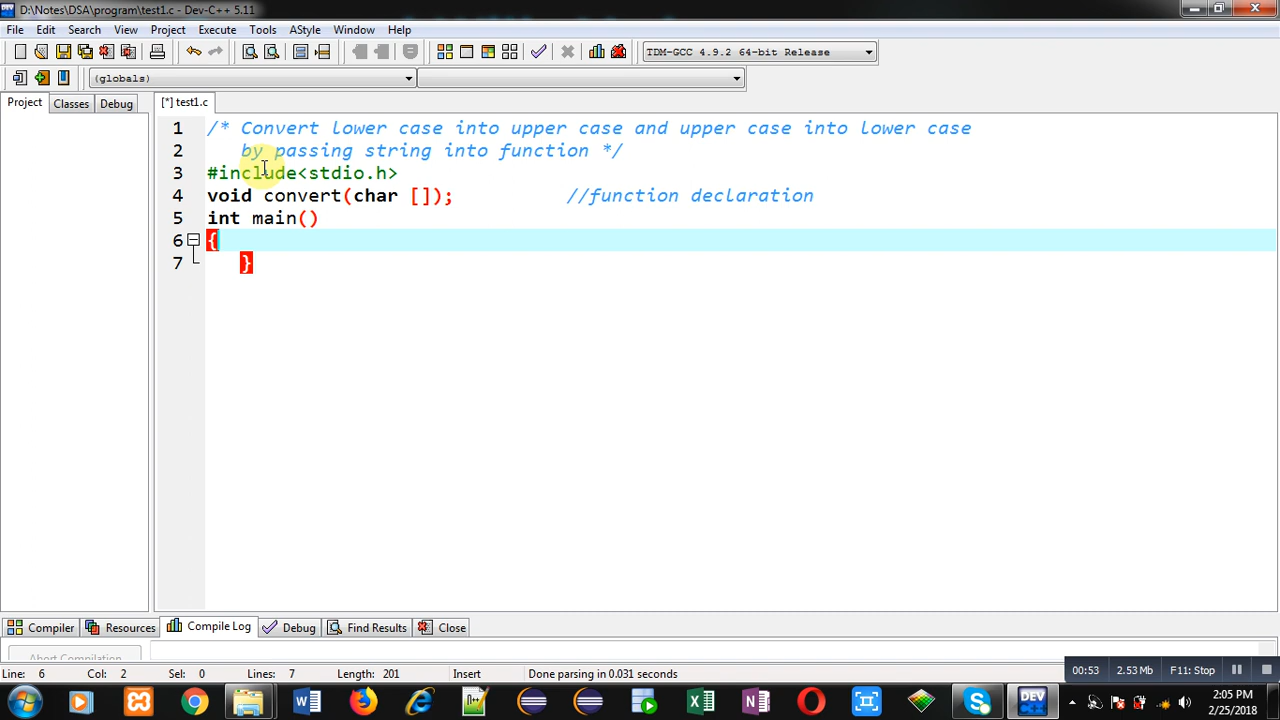 D:\Notes\DSA\program\test1.c - Dev-C++ 5.11
File Edit Search View Project Execute Tools AStyle Window Help
TDM-GCC 4.9.2 64-bit Release
(globals)
Project Classes Debug [*] test1.c
1 /* Convert lower case into upper case and upper case into lower case
2 by passing string into function */
3 #include<stdio.h>
4 void convert(char []); //function declaration
5 int main()
6 {
7 }
Compiler Resources Compile Log Debug Find Results Close
Abort Compilation
Line: 6 Col: 2 Sel: 0 Lines: 7 Length: 201 Insert Done parsing in 0.031 seconds
00:53 2.53 Mb F11: Stop
DEV C++
2:05 PM
2/25/2018